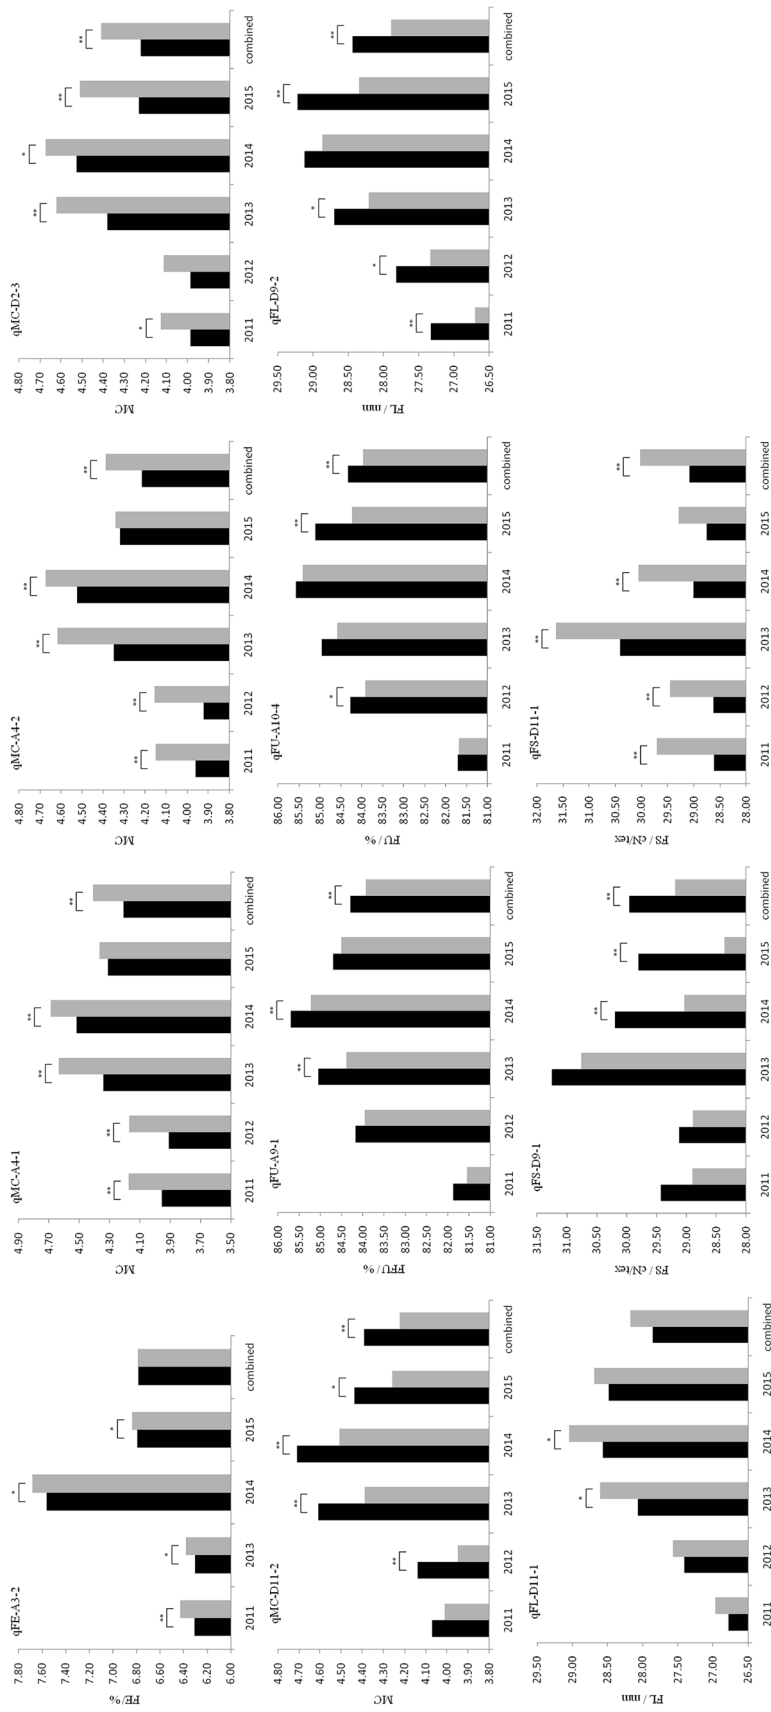 qFE-A3-2
FE/%
7.80
7.60
7.40
7.20
7.00
6.80
6.60
6.40
6.20
6.00
** * * *
2011 2013 2014 2015 combined
qMC-A4-1
MC
4.90
4.70
4.50
4.30
4.10
3.90
3.70
3.50
** ** ** ** **
2011 2012 2013 2014 2015 combined
qMC-A4-2
MC
4.80
4.70
4.60
4.50
4.40
4.30
4.20
4.10
4.00
3.90
3.80
** ** ** ** **
2011 2012 2013 2014 2015 combined
qMC-D2-3
MC
4.80
4.70
4.60
4.50
4.40
4.30
4.20
4.10
4.00
3.90
3.80
* ** * ** **
2011 2012 2013 2014 2015 combined
qMC-D11-2
MC
4.80
4.70
4.60
4.50
4.40
4.30
4.20
4.10
4.00
3.90
3.80
** ** ** * **
2011 2012 2013 2014 2015 combined
qFU-A9-1
FFU / %
86.00
85.50
85.00
84.50
84.00
83.50
83.00
82.50
82.00
81.50
81.00
** ** **
2011 2012 2013 2014 2015 combined
qFU-A10-4
FU / %
86.00
85.50
85.00
84.50
84.00
83.50
83.00
82.50
82.00
81.50
81.00
* ** **
2011 2012 2013 2014 2015 combined
qFL-D9-2
FL / mm
29.50
29.00
28.50
28.00
27.50
27.00
26.50
** * * ** **
2011 2012 2013 2014 2015 combined
qFL-D11-1
FL / mm
29.50
29.00
28.50
28.00
27.50
27.00
26.50
* *
2011 2012 2013 2014 2015 combined
qFS-D9-1
FS / cN/tex
31.50
31.00
30.50
30.00
29.50
29.00
28.50
28.00
** ** **
2011 2012 2013 2014 2015 combined
qFS-D11-1
FS / cN/tex
32.00
31.50
31.00
30.50
30.00
29.50
29.00
28.50
28.00
** ** ** ** **
2011 2012 2013 2014 2015 combined